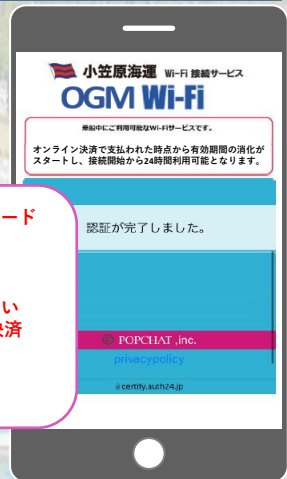 小笠原海運 Wi-Fi 接続サービス
OGM Wi-Fi
乗船中にご利用可能なWi-Fiサービスです。
オンライン決済で支払われた時点から有効期間の消化が
スタートし、接続開始から24時間利用可能となります。
ード
認証が完了しました。
い
済
© POPCHAT ,inc.
privacypolicy
certify.auth24.jp